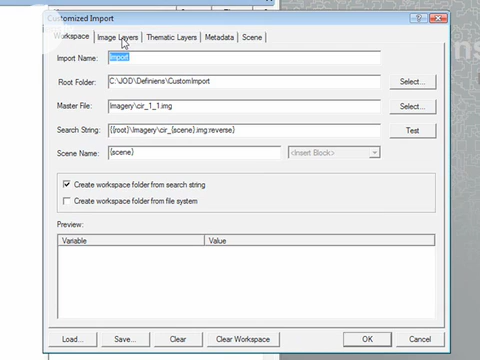 Customized Import
Workspace Image Layers Thematic Layers Metadata Scene
Import Name: Import
Root Folder: C:\JOD\Definiens\CustomImport Select...
Master File: Imagery\cir_1_1.img Select...
Search String: {{root}\Imagery\cir_{scene}.img:reverse} Test
Scene Name: {scene} <Insert Block>
Create workspace folder from search string
Create workspace folder from file system
Preview:
Variable Value
Load... Save... Clear Clear Workspace OK Cancel